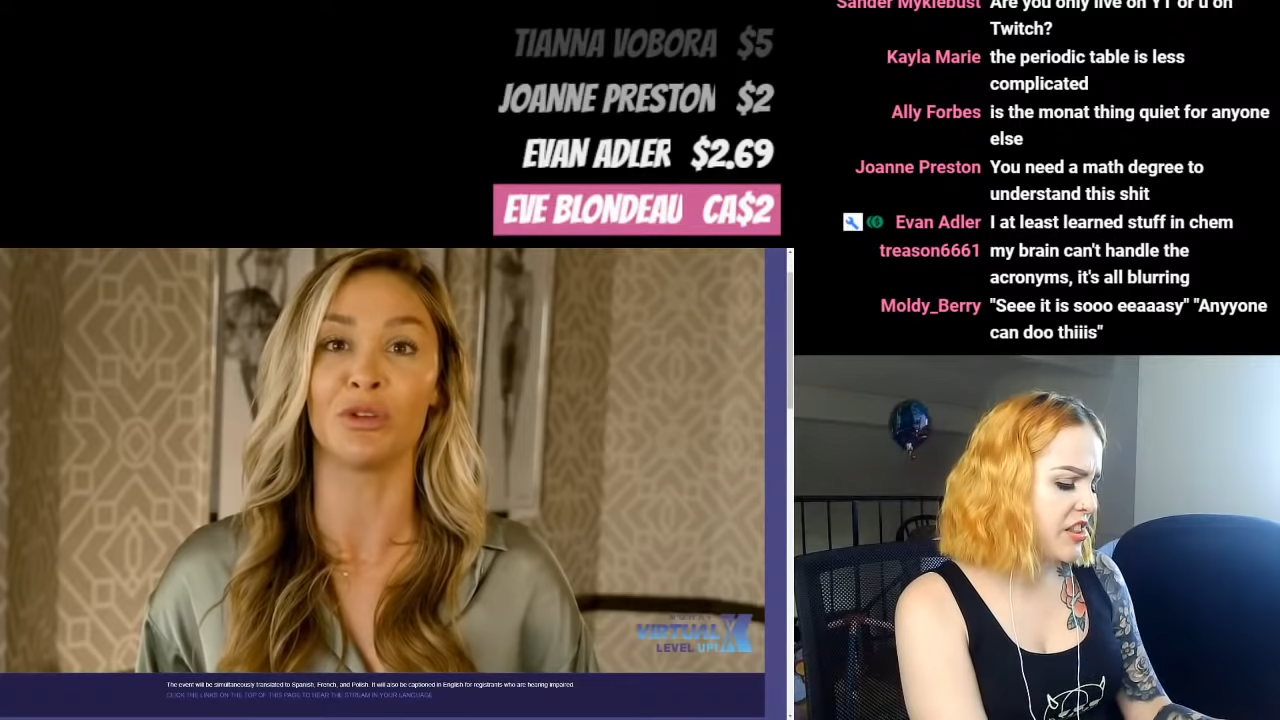 TIANNA VOBORA $5
JOANNE PRESTON $2
EVAN ADLER $2.69
EVE BLONDEAU CA$2
Sander Myklebust Are you only live on YT or u on
Twitch?
Kayla Marie the periodic table is less
complicated
Ally Forbes is the monat thing quiet for anyone
else
Joanne Preston You need a math degree to
understand this shit
Evan Adler I at least learned stuff in chem
treason6661 my brain can't handle the
acronyms, it's all blurring
Moldy_Berry "Seee it is sooo eeaaasy" "Anyyone
can doo thiiis"
VIRTUAL X
LEVEL UP!
The event will be simultaneously translated to Spanish, French, and Polish. It will also be captioned in English for registrants who are hearing impaired.
CLICK THE LINKS ON THE TOP OF THIS PAGE TO HEAR THE STREAM IN YOUR LANGUAGE